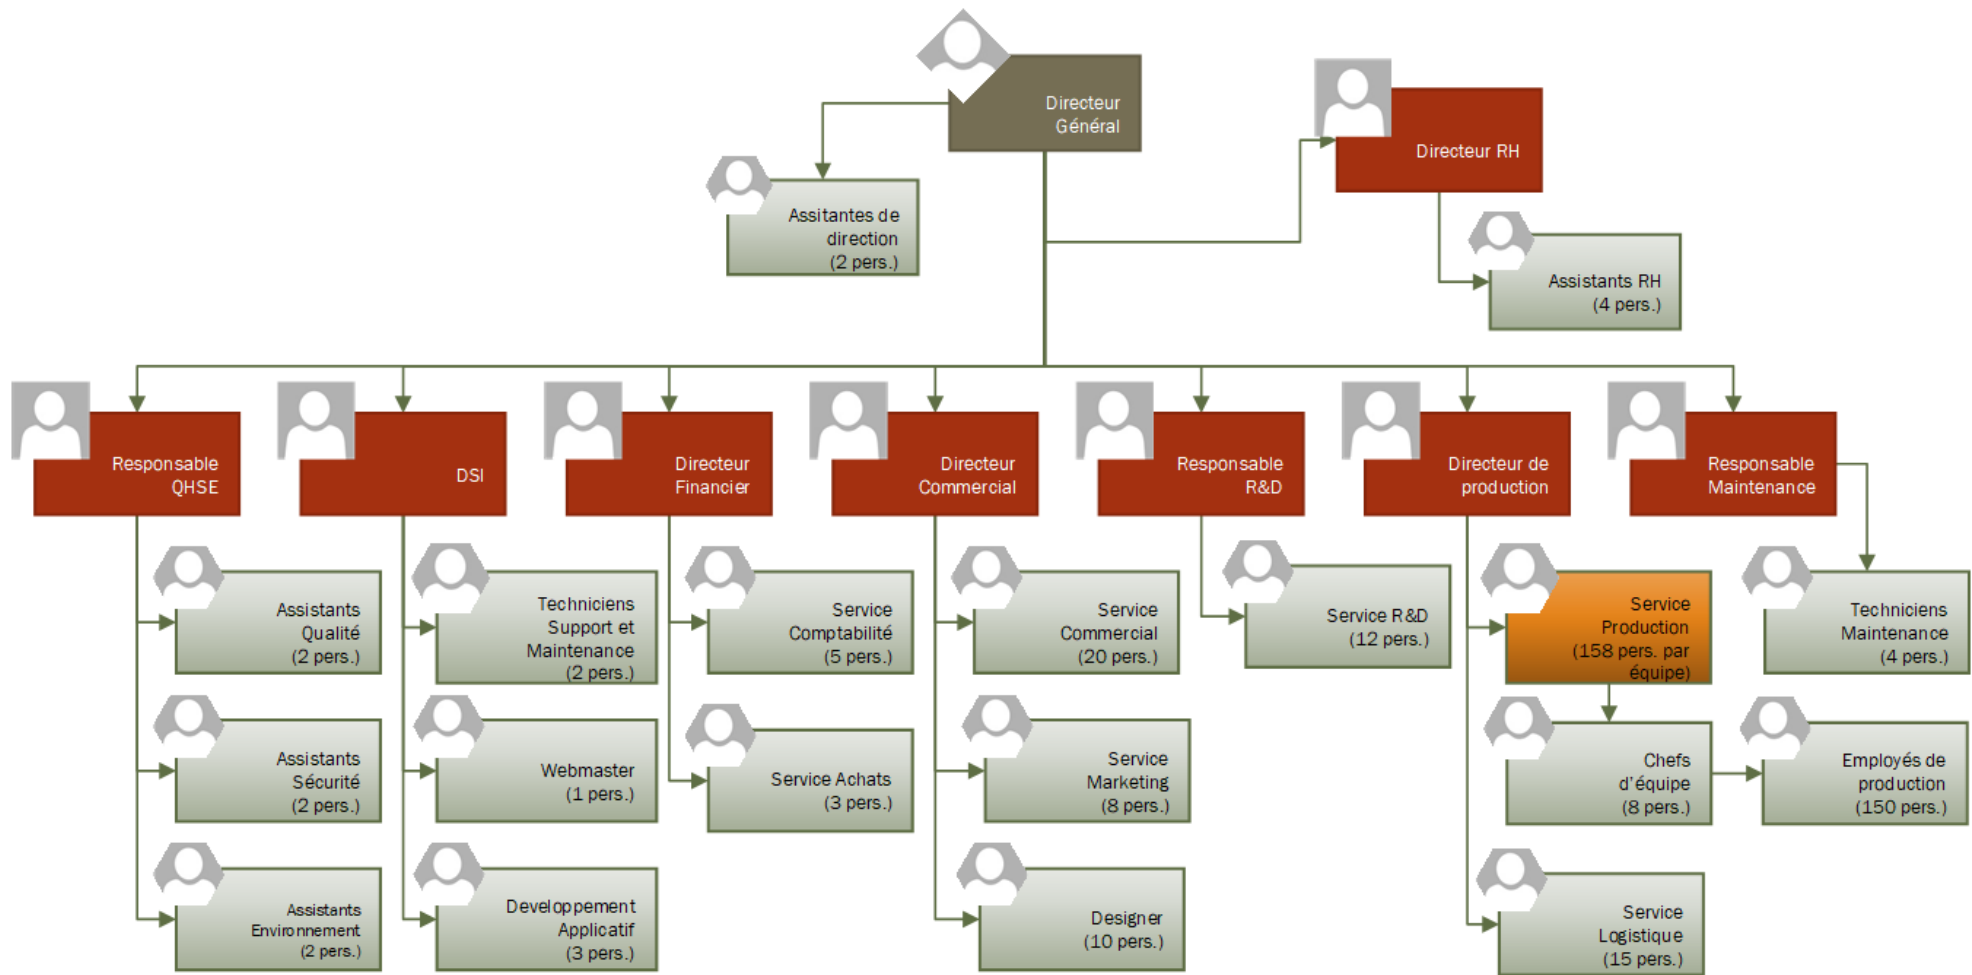 Directeur
Général
Directeur RH
Assitantes de
direction
(2 pers.)
Assistants RH
(4 pers.)
Responsable
QHSE
DSI
Directeur
Financier
Directeur
Commercial
Responsable
R&D
Directeur de
production
Responsable
Maintenance
Assistants
Qualité
(2 pers.)
Techniciens
Support et
Maintenance
(2 pers.)
Service
Comptabilité
(5 pers.)
Service
Commercial
(20 pers.)
Service R&D
(12 pers.)
Service
Production
(158 pers. par
équipe)
Techniciens
Maintenance
(4 pers.)
Assistants
Sécurité
(2 pers.)
Webmaster
(1 pers.)
Service Achats
(3 pers.)
Service
Marketing
(8 pers.)
Chefs
d'équipe
(8 pers.)
Employés de
production
(150 pers.)
Assistants
Environnement
(2 pers.)
Developpement
Applicatif
(3 pers.)
Designer
(10 pers.)
Service
Logistique
(15 pers.)